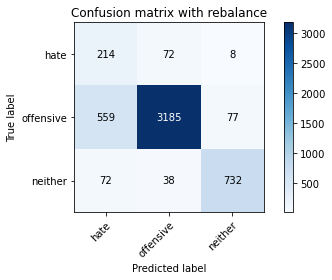 Confusion matrix with rebalance
True label
hate
offensive
neither
214 72 8
559 3185 77
72 38 732
hate
offensive
neither
Predicted label
3000
2500
2000
1500
1000
500